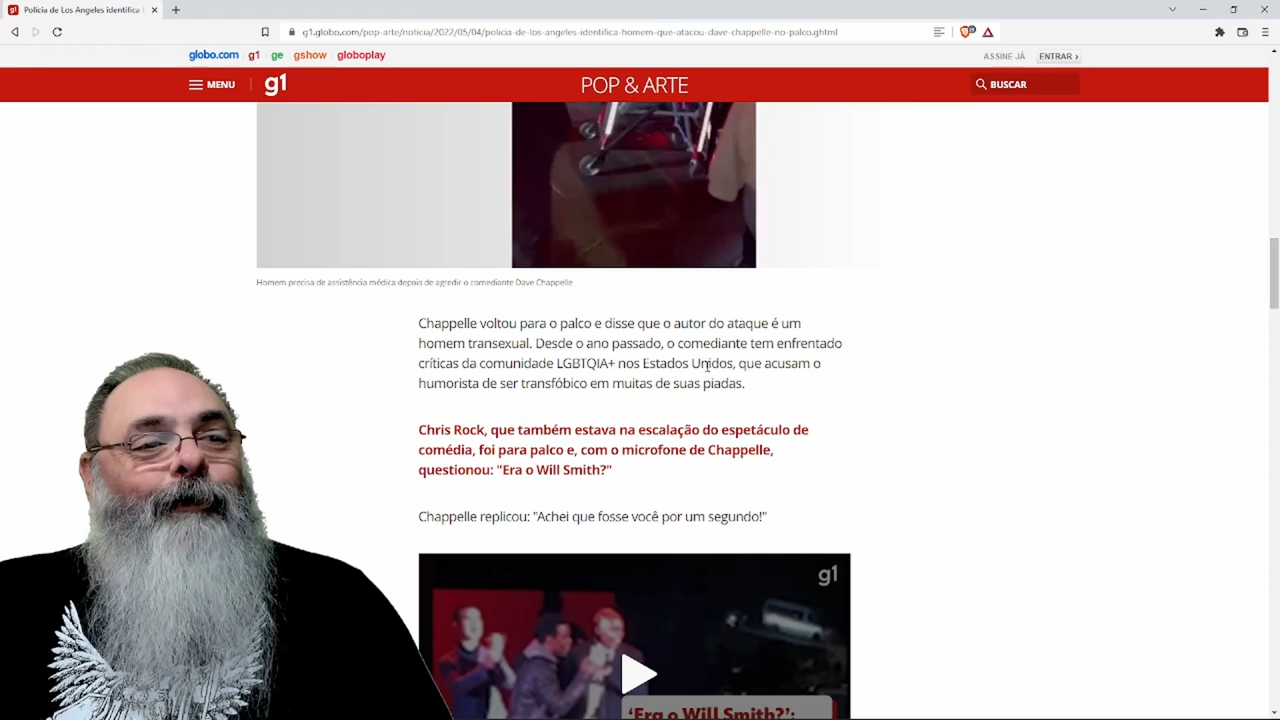 Polícia de Los Angeles identifica
g1.globo.com/pop-arte/noticia/2022/05/04/policia-de-los-angeles-identifica-homem-que-atacou-dave-chappelle-no-palco.ghtml
globo.com g1 ge gshow globoplay
ASSINE JÁ ENTRAR ›
MENU g1 POP & ARTE BUSCAR
Homem precisa de assistência médica depois de agredir o comediante Dave Chappelle
Chappelle voltou para o palco e disse que o autor do ataque é um
homem transexual. Desde o ano passado, o comediante tem enfrentado
críticas da comunidade LGBTQIA+ nos Estados Unidos, que acusam o
humorista de ser transfóbico em muitas de suas piadas.
Chris Rock, que também estava na escalação do espetáculo de
comédia, foi para palco e, com o microfone de Chappelle,
questionou: "Era o Will Smith?"
Chappelle replicou: "Achei que fosse você por um segundo!"
g1
'Era o Will Smith?':